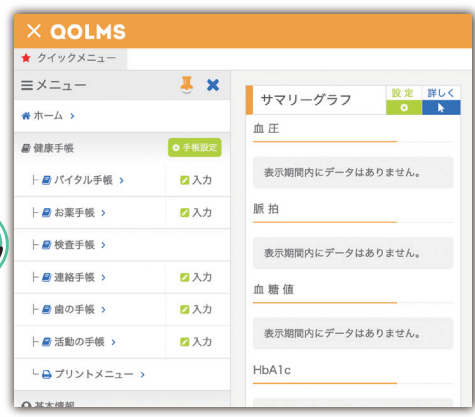 QOLMS
クイックメニュー
メニュー
ホーム
健康手帳 手帳設定
バイタル手帳 入力
お薬手帳 入力
検査手帳
連絡手帳 入力
歯の手帳 入力
活動の手帳 入力
プリントメニュー
基本情報
サマリーグラフ 設定 詳しく
血圧
表示期間内にデータはありません。
脈拍
表示期間内にデータはありません。
血糖値
表示期間内にデータはありません。
HbA1c